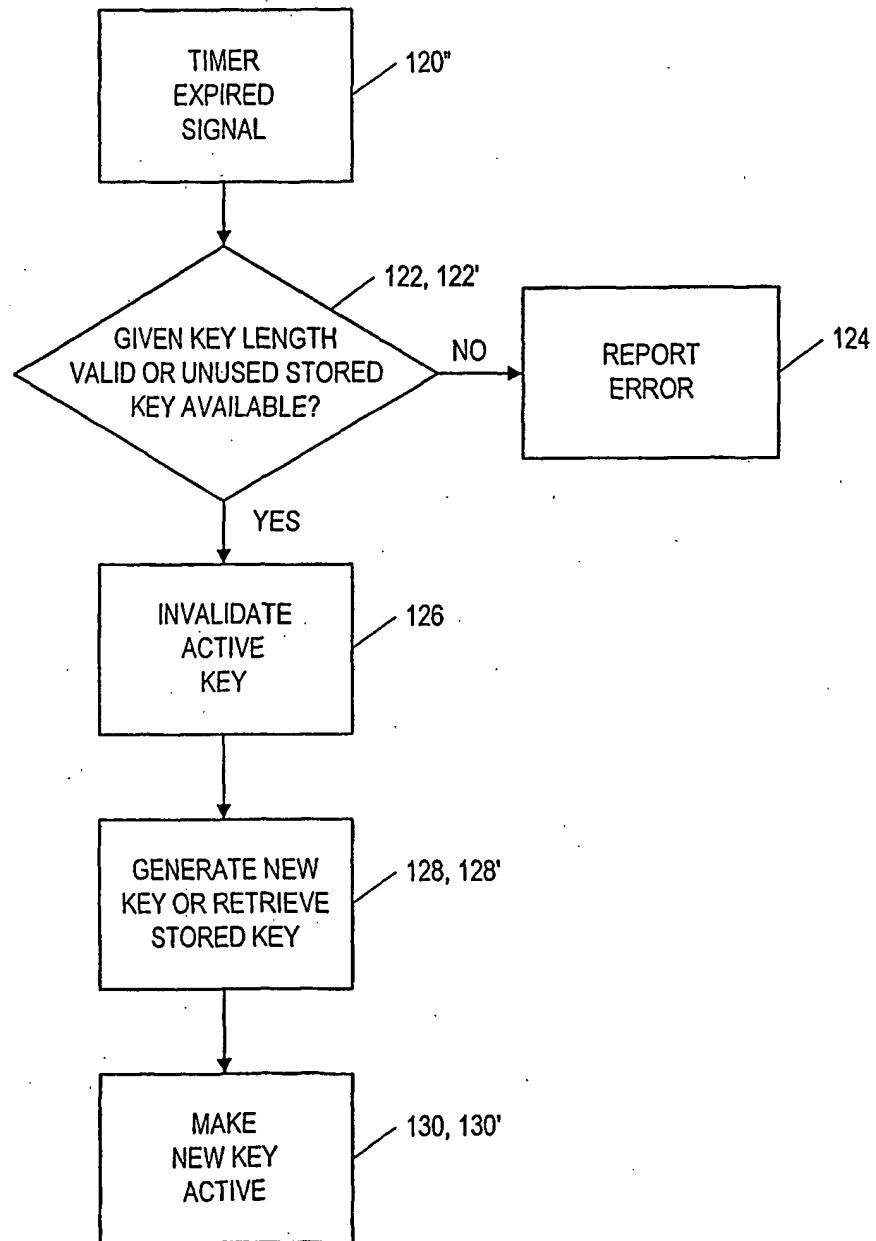 TIMER
EXPIRED
SIGNAL
120"
122, 122'
GIVEN KEY LENGTH
VALID OR UNUSED STORED
KEY AVAILABLE?
NO
REPORT
ERROR
124
YES
INVALIDATE
ACTIVE
KEY
126
GENERATE NEW
KEY OR RETRIEVE
STORED KEY
128, 128'
MAKE
NEW KEY
ACTIVE
130, 130'